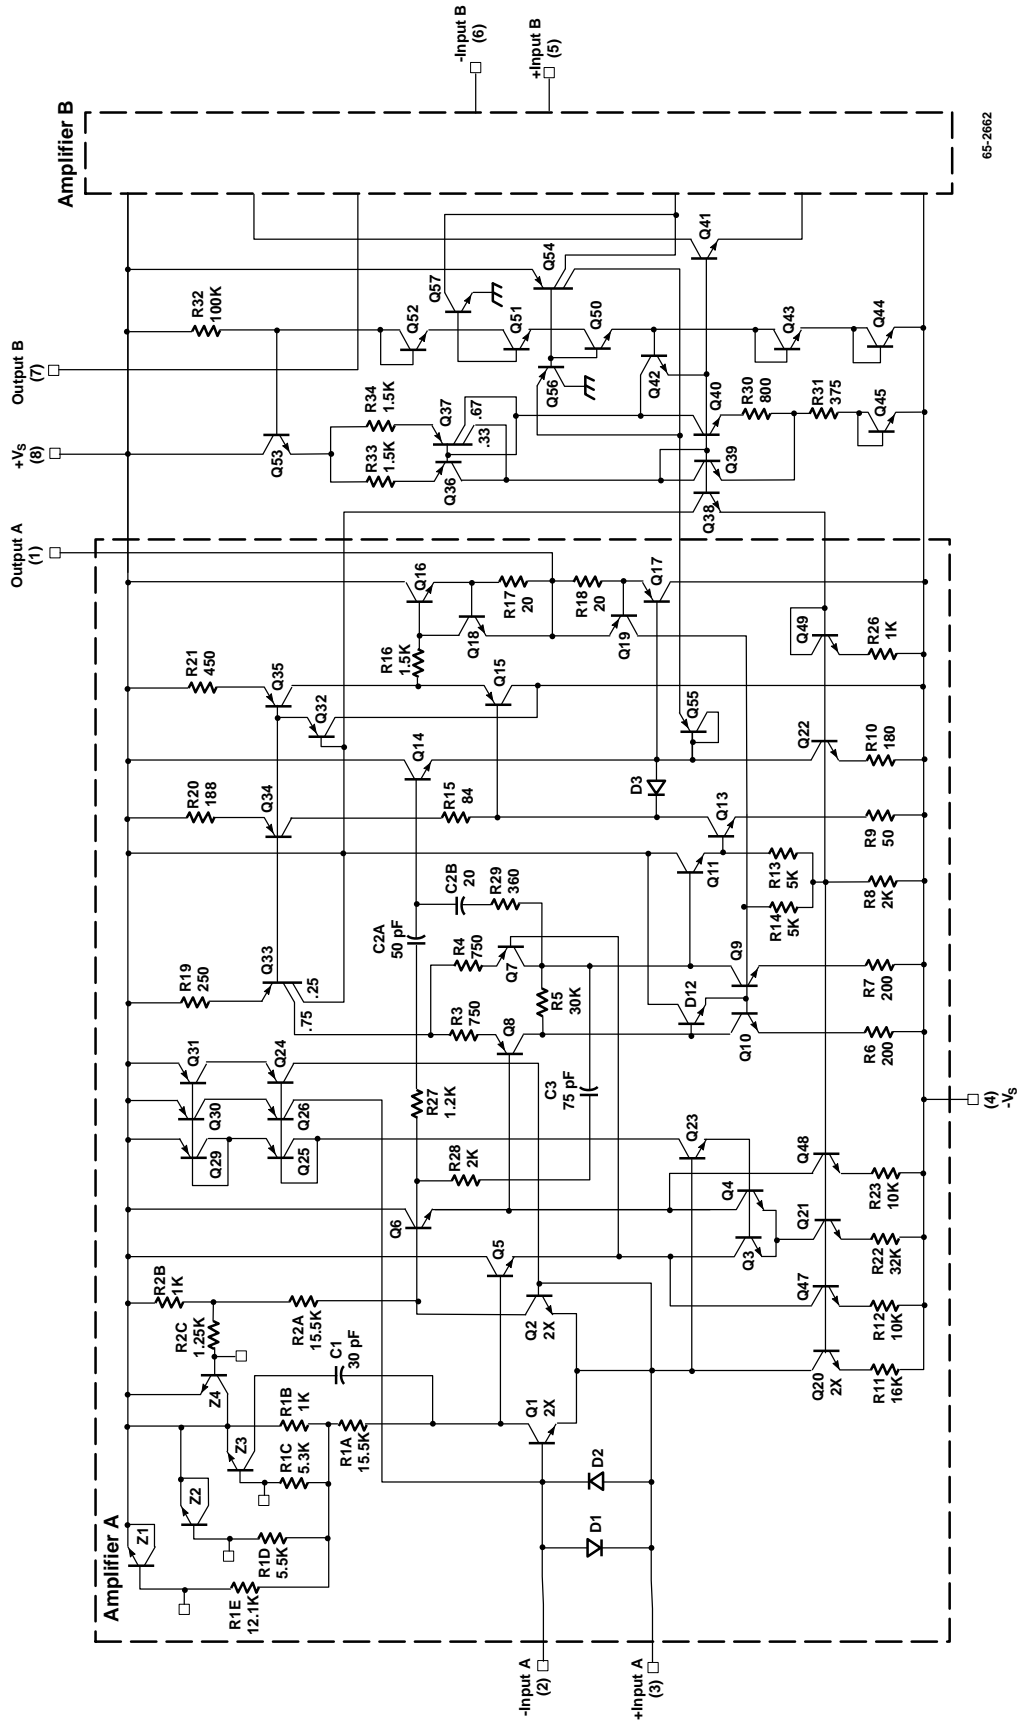 Amplifier A
Amplifier B
-Input A
(2)
+Input A
(3)
Output A
(1)
+VS
(8)
Output B
(7)
-Input B
(6)
+Input B
(5)
(4)
-VS
65-2662
Z1
Z2
Z3
Z4
R1E
12.1K
R1D
5.5K
R1C
5.3K
R1B
1K
R1A
15.5K
C1
30 pF
R2C
1.25K
R2B
1K
R2A
15.5K
D1
D2
Q1
2X
Q2
2X
Q5
Q6
Q3
Q4
Q23
Q20
2X
Q47
Q21
Q48
R11
16K
R12
10K
R22
32K
R23
10K
Q29
Q30
Q31
Q25
Q26
Q24
R27
1.2K
R28
2K
C3
75 pF
R19
250
Q33
.75
.25
R3
750
R4
750
Q8
Q7
R5
30K
C2A
50 pF
C2B
20
R29
360
D12
Q10
Q9
R6
200
R7
200
Q11
R14
5K
R13
5K
R8
2K
R20
188
Q34
R15
84
Q13
R9
50
D3
Q14
Q55
Q22
R10
180
R21
450
Q35
Q32
Q15
R16
1.5K
Q16
Q18
R17
20
R18
20
Q19
Q17
Q49
R26
1K
Q53
R33
1.5K
R34
1.5K
Q36
Q37
.67
.33
Q38
Q39
Q40
R30
800
R31
375
Q45
R32
100K
Q52
Q57
Q51
Q54
Q56
Q50
Q42
Q41
Q43
Q44